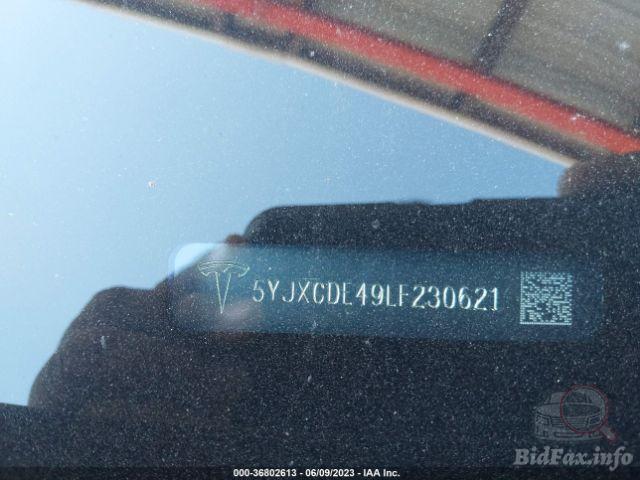 5YJXCDE49LF230621
BidFax.info
000-36802613 - 06/09/2023 - IAA Inc.